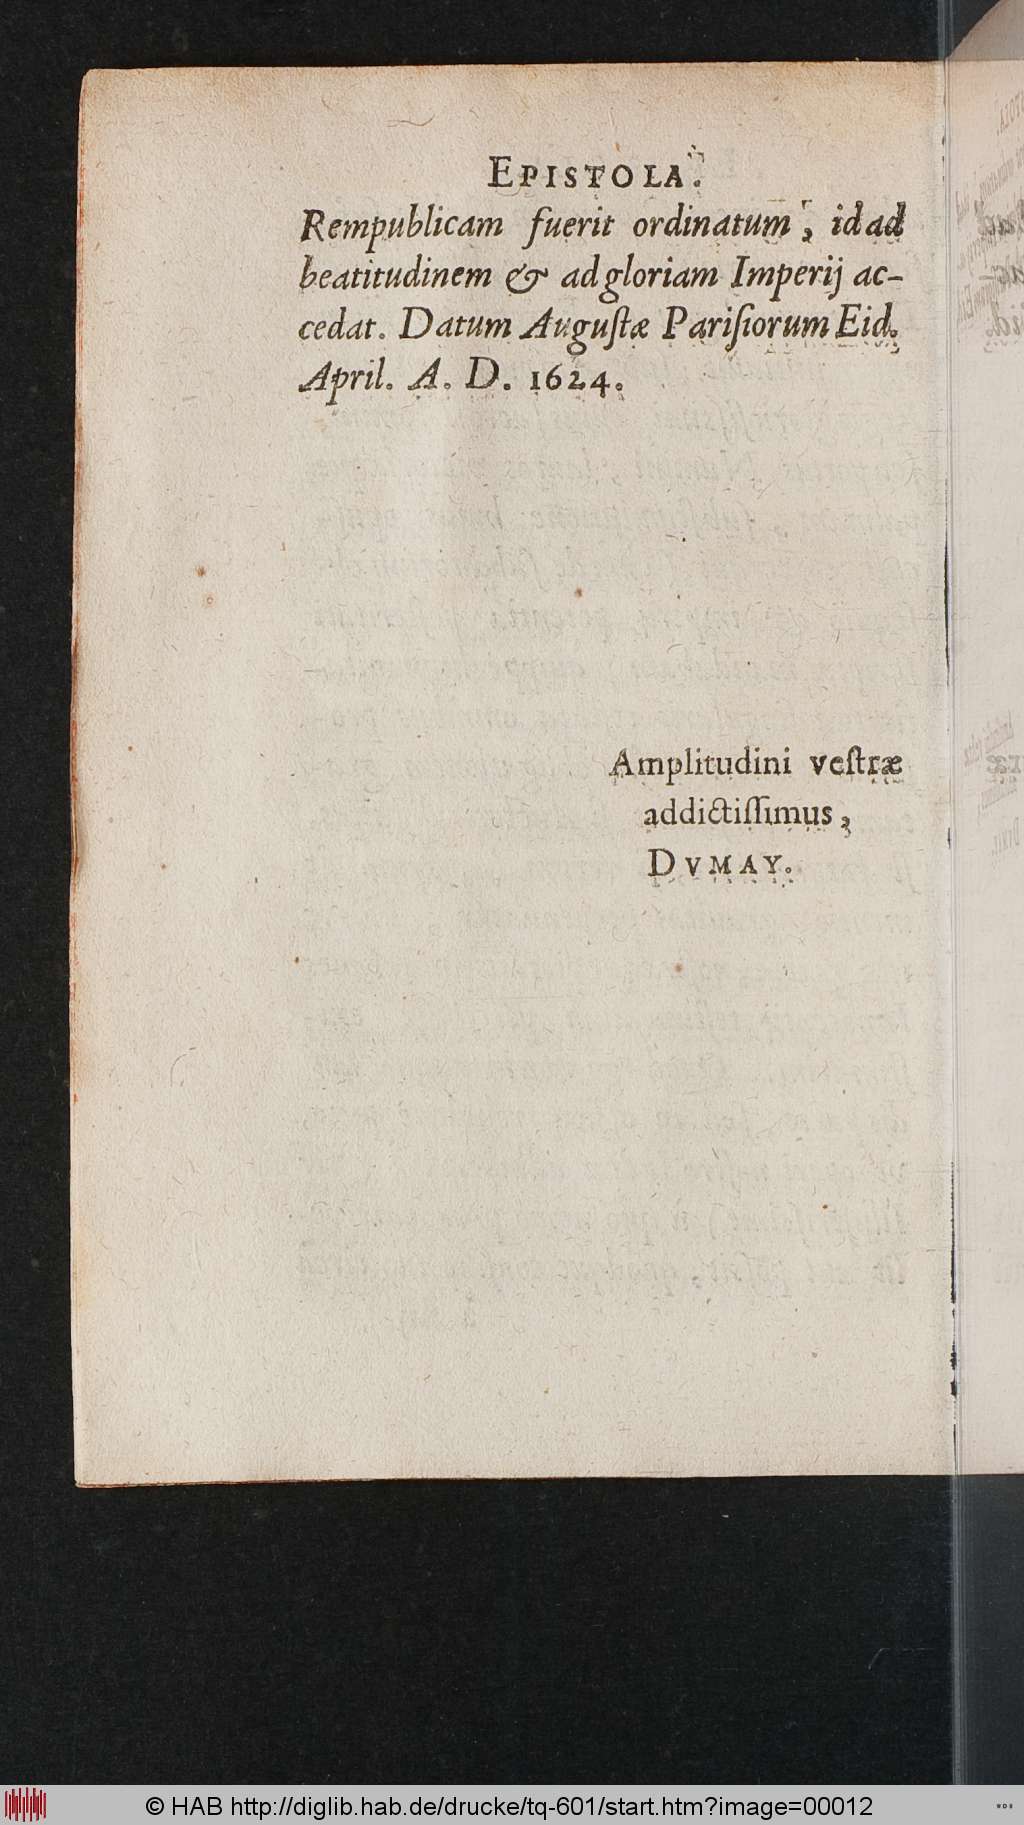 EPISTOLA.
Rempublicam fuerit ordinatum, id ad
beatitudinem & ad gloriam Imperij ac-
cedat. Datum Augustæ Pariſiorum Eid.
April. A. D. 1624.
Amplitudini veſtræ
addictiſſimus,
DVMAY.
© HAB http://diglib.hab.de/drucke/tq-601/start.htm?image=00012